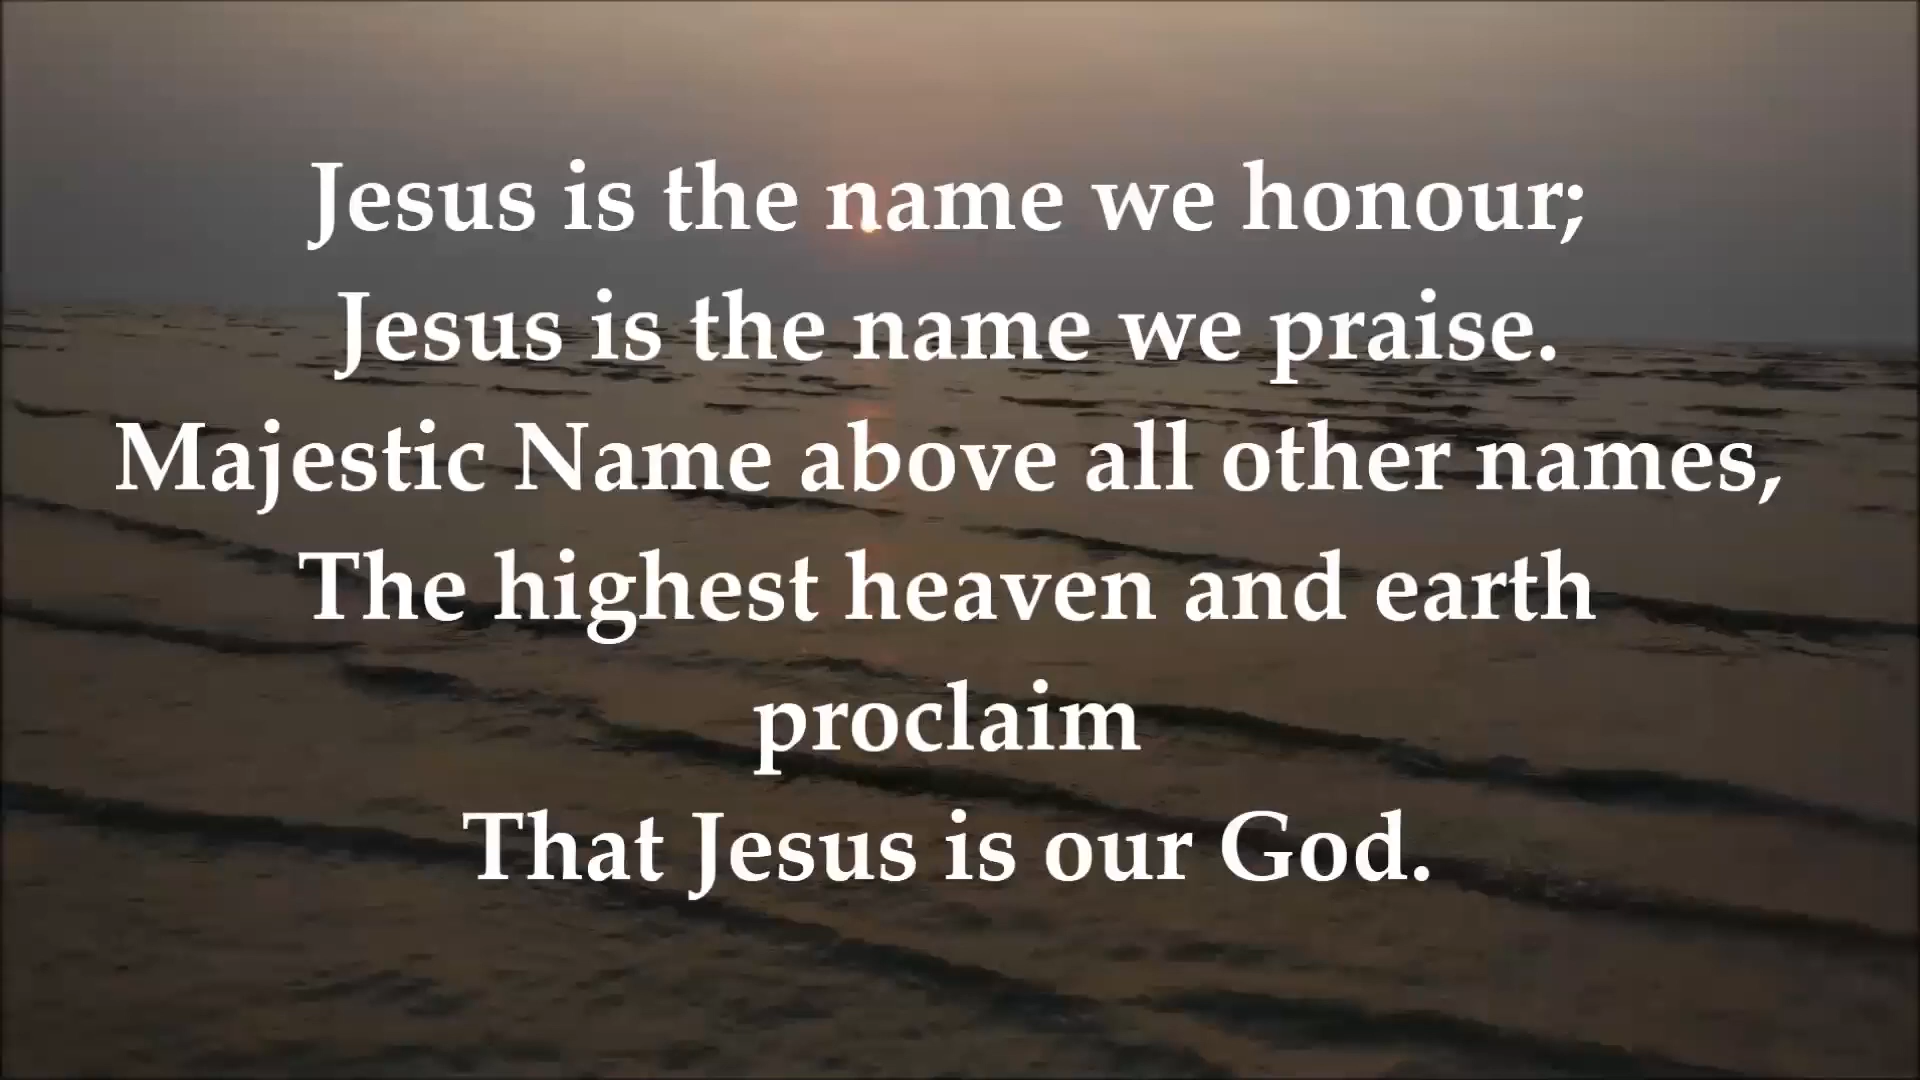 Jesus is the name we honour;
Jesus is the name we praise.
Majestic Name above all other names,
The highest heaven and earth
proclaim
That Jesus is our God.